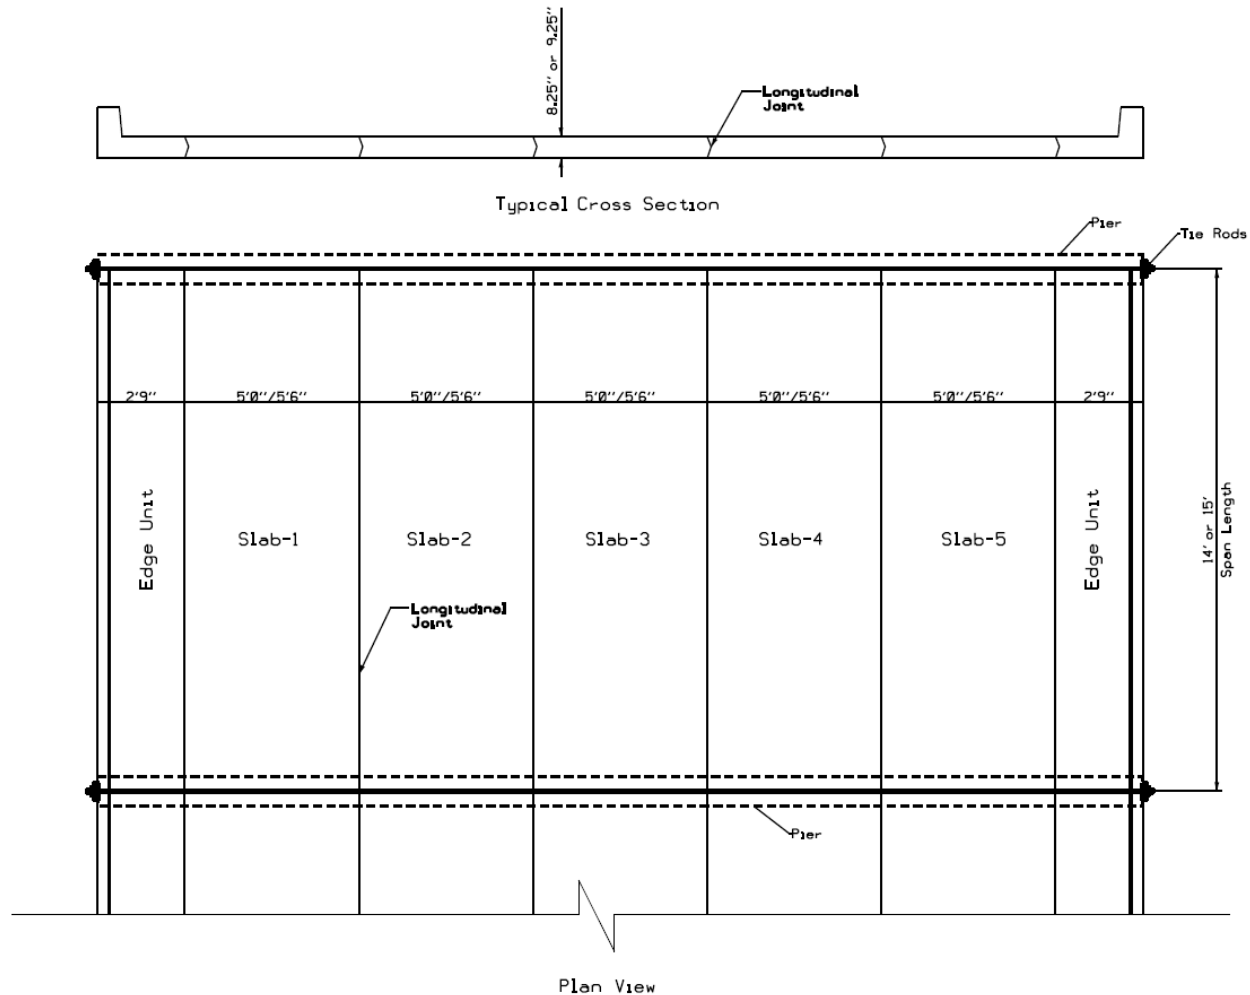 8.25" or 9.25"
Longitudinal
Joint
Typical Cross Section
Pier
Tie Rods
2'9"
5'0"/5'6"
5'0"/5'6"
5'0"/5'6"
5'0"/5'6"
5'0"/5'6"
2'9"
Edge Unit
Slab-1
Slab-2
Slab-3
Slab-4
Slab-5
Edge Unit
14' or 15'
Span Length
Longitudinal
Joint
Pier
Plan View